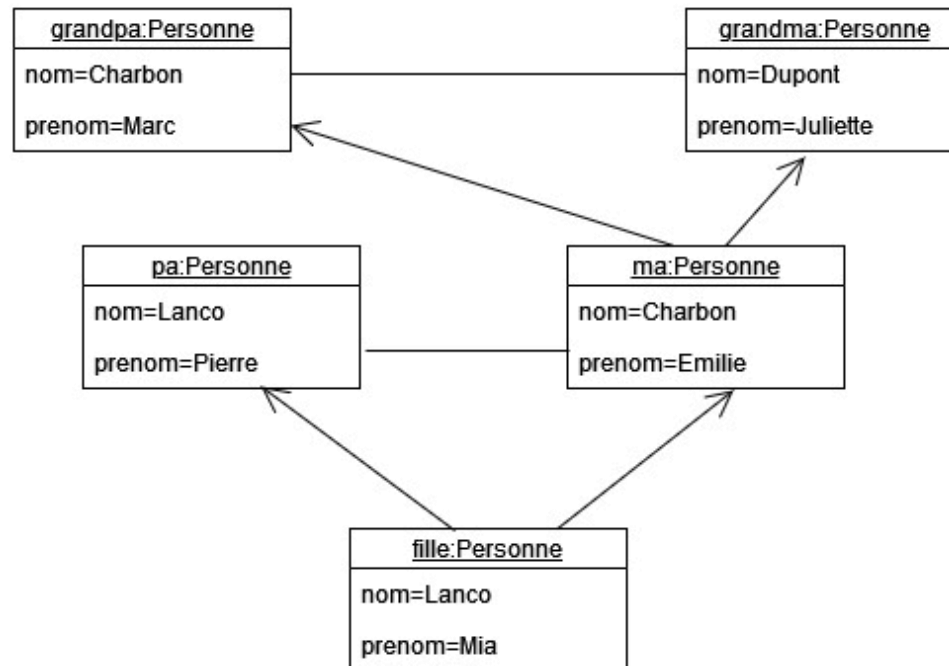 grandpa:Personne
nom=Charbon
prenom=Marc
grandma:Personne
nom=Dupont
prenom=Juliette
pa:Personne
nom=Lanco
prenom=Pierre
ma:Personne
nom=Charbon
prenom=Emilie
fille:Personne
nom=Lanco
prenom=Mia